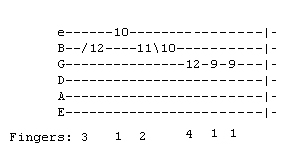 e-----10----------------|-
B-/12----11\10----------|-
G---------------12-9-9--|-
D-----------------------|-
A-----------------------|-
E-----------------------|-
Fingers: 3 1 2 4 1 1